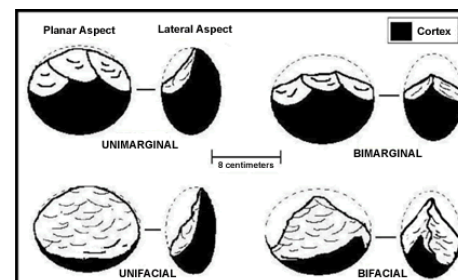 Planar Aspect
Lateral Aspect
Cortex
UNIMARGINAL
BIMARGINAL
8 centimeters
UNIFACIAL
BIFACIAL